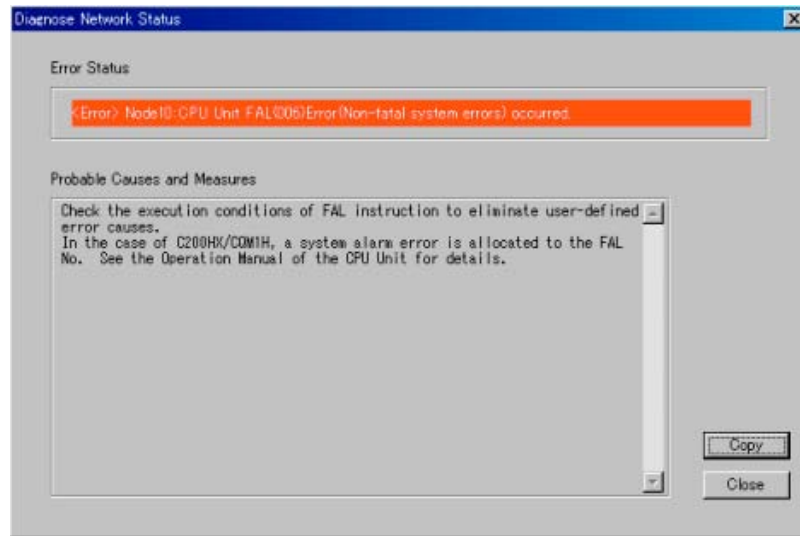 Diagnose Network Status
Error Status
<Error> Node10:CPU Unit FAL(006)Error(Non-fatal system errors) occurred.
Probable Causes and Measures
Check the execution conditions of FAL instruction to eliminate user-defined
error causes.
In the case of C200HX/COM1H, a system alarm error is allocated to the FAL
No.  See the Operation Manual of the CPU Unit for details.
Copy
Close